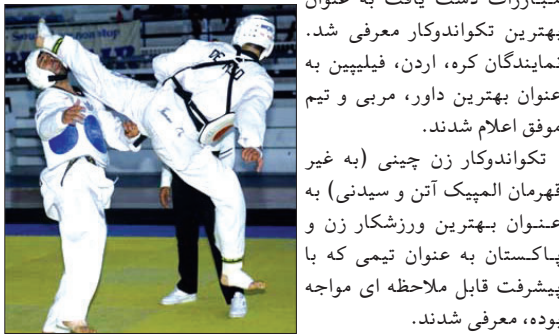 مبارزات دست یافت به عنوان
بهترین تکواندوکار معرفی شد.
نمایندگان کره، اردن، فیلیپین به
عنوان بهترین داور، مربی و تیم
موفق اعلام شدند.
تکواندوکار زن چینی (به غیر
قهرمان المپیک آتن و سیدنی) به
عنوان بهترین ورزشکار زن و
پاکستان به عنوان تیمی که با
پیشرفت قابل ملاحظه ای مواجه
بوده، معرفی شدند.